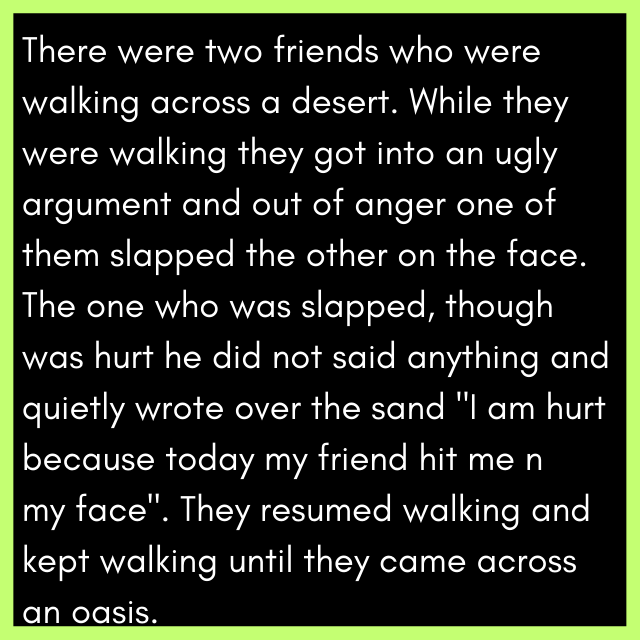 There were two friends who were
walking across a desert. While they
were walking they got into an ugly
argument and out of anger one of
them slapped the other on the face.
The one who was slapped, though
was hurt he did not said anything and
quietly wrote over the sand "I am hurt
because today my friend hit me n
my face". They resumed walking and
kept walking until they came across
an oasis.